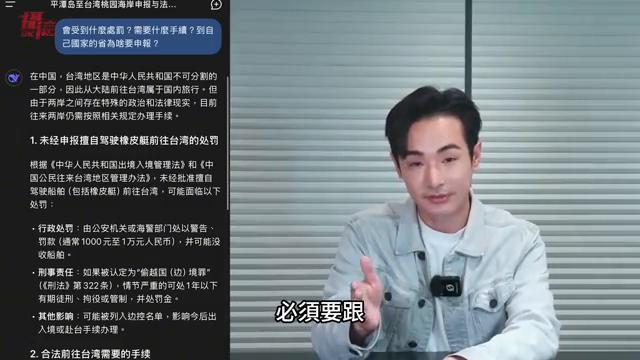 平潭岛至台湾桃园海岸申报与法...
會受到什麼處罰？需要什麼手續？到自
己國家的省為啥要申報？
在中国，台湾地区是中华人民共和国不可分割的
一部分，因此从大陆前往台湾属于国内旅行。但
由于两岸之间存在特殊的政治和法律现实，目前
往来两岸仍需按照相关规定办理手续。
1. 未经申报擅自驾驶橡皮艇前往台湾的处罚
根据《中华人民共和国出境入境管理法》和《中
国公民往来台湾地区管理办法》，未经批准擅自
驾驶船舶（包括橡皮艇）前往台湾，可能面临以下
处罚：
• 行政处罚：由公安机关或海警部门处以警告、
罚款（通常1000元至1万元人民币），并可能没
收船舶。
• 刑事责任：如果被认定为“偷越国（边）境罪”
（《刑法》第322条），情节严重的可处1年以下
有期徒刑、拘役或管制，并处罚金。
• 其他影响：可能被列入边控名单，影响今后出
入境或赴台手续办理。
2. 合法前往台湾需要的手续
必須要跟